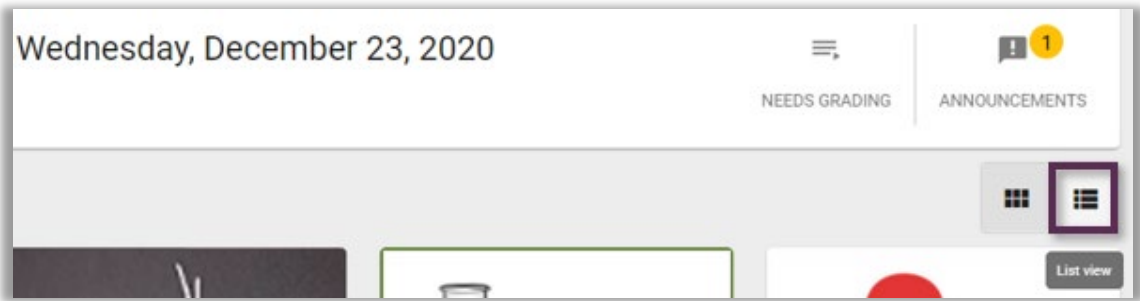 Wednesday, December 23, 2020
1
NEEDS GRADING
ANNOUNCEMENTS
List view